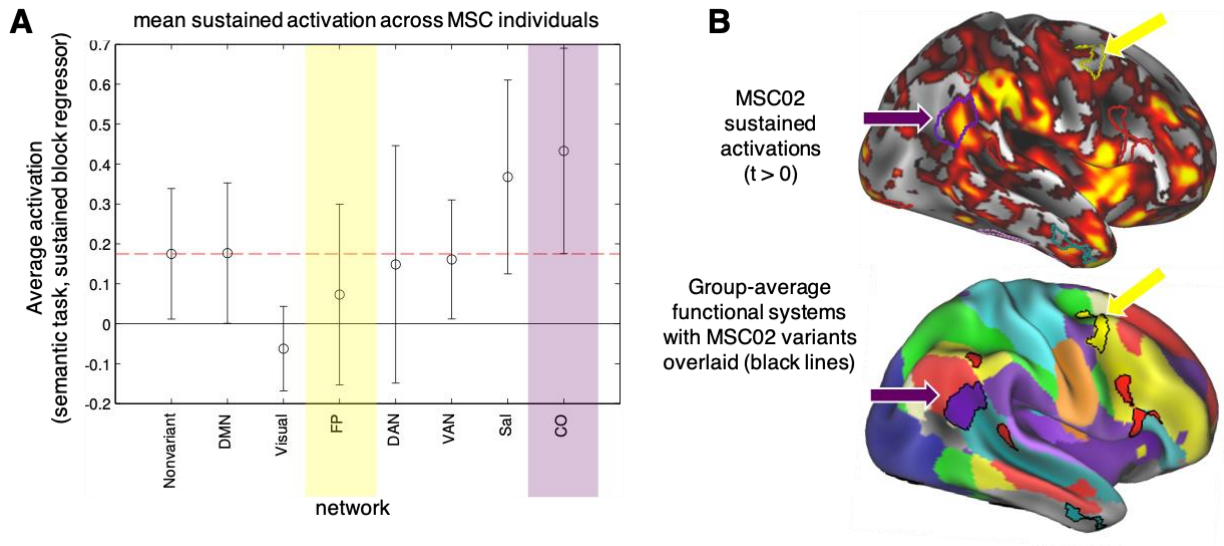 A
mean sustained activation across MSC individuals
Average activation
(semantic task, sustained block regressor)
0.7
0.6
0.5
0.4
0.3
0.2
0.1
0
-0.1
-0.2
Nonvariant
DMN
Visual
FP
DAN
VAN
Sal
CO
network
B
MSC02
sustained
activations
(t > 0)
Group-average
functional systems
with MSC02 variants
overlaid (black lines)